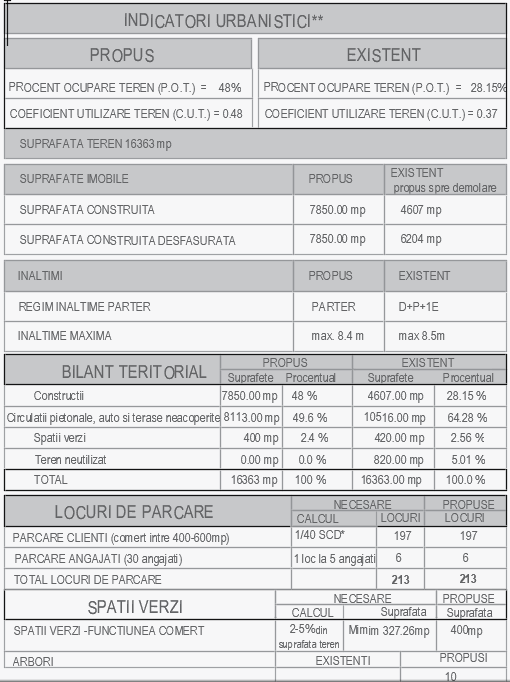 INDICATORI URBANISTICI**
PROPUS EXISTENT
PROCENT OCUPARE TEREN (P.O.T.) = 48% PROCENT OCUPARE TEREN (P.O.T.) = 28.15%
COEFICIENT UTILIZARE TEREN (C.U.T.) = 0.48 COEFICIENT UTILIZARE TEREN (C.U.T.) = 0.37
SUPRAFATA TEREN 16363 mp
SUPRAFATE IMOBILE PROPUS EXISTENT
propus spre demolare
SUPRAFATA CONSTRUITA 7850.00 mp 4607 mp
SUPRAFATA CONSTRUITA DESFASURATA 7850.00 mp 6204 mp
INALTIMI PROPUS EXISTENT
REGIM INALTIME PARTER PARTER D+P+1E
INALTIME MAXIMA max. 8.4 m max 8.5m
BILANT TERITORIAL PROPUS EXISTENT
Suprafete Procentual Suprafete Procentual
Constructii 7850.00 mp 48 % 4607.00 mp 28.15 %
Circulatii pietonale, auto si terase neacoperite 8113.00 mp 49.6 % 10516.00 mp 64.28 %
Spatii verzi 400 mp 2.4 % 420.00 mp 2.56 %
Teren neutilizat 0.00 mp 0.0 % 820.00 mp 5.01 %
TOTAL 16363 mp 100 % 16363.00 mp 100.0 %
LOCURI DE PARCARE NECESARE PROPUSE
CALCUL LOCURI LOCURI
PARCARE CLIENTI (comert intre 400-600mp) 1/40 SCD* 197 197
PARCARE ANGAJATI (30 angajati) 1 loc la 5 angajati 6 6
TOTAL LOCURI DE PARCARE 213 213
SPATII VERZI NECESARE PROPUSE
CALCUL Suprafata Suprafata
SPATII VERZI -FUNCTIUNEA COMERT 2-5%din Mimim 327.26mp 400mp
suprafata teren
ARBORI EXISTENTI PROPUSI
10